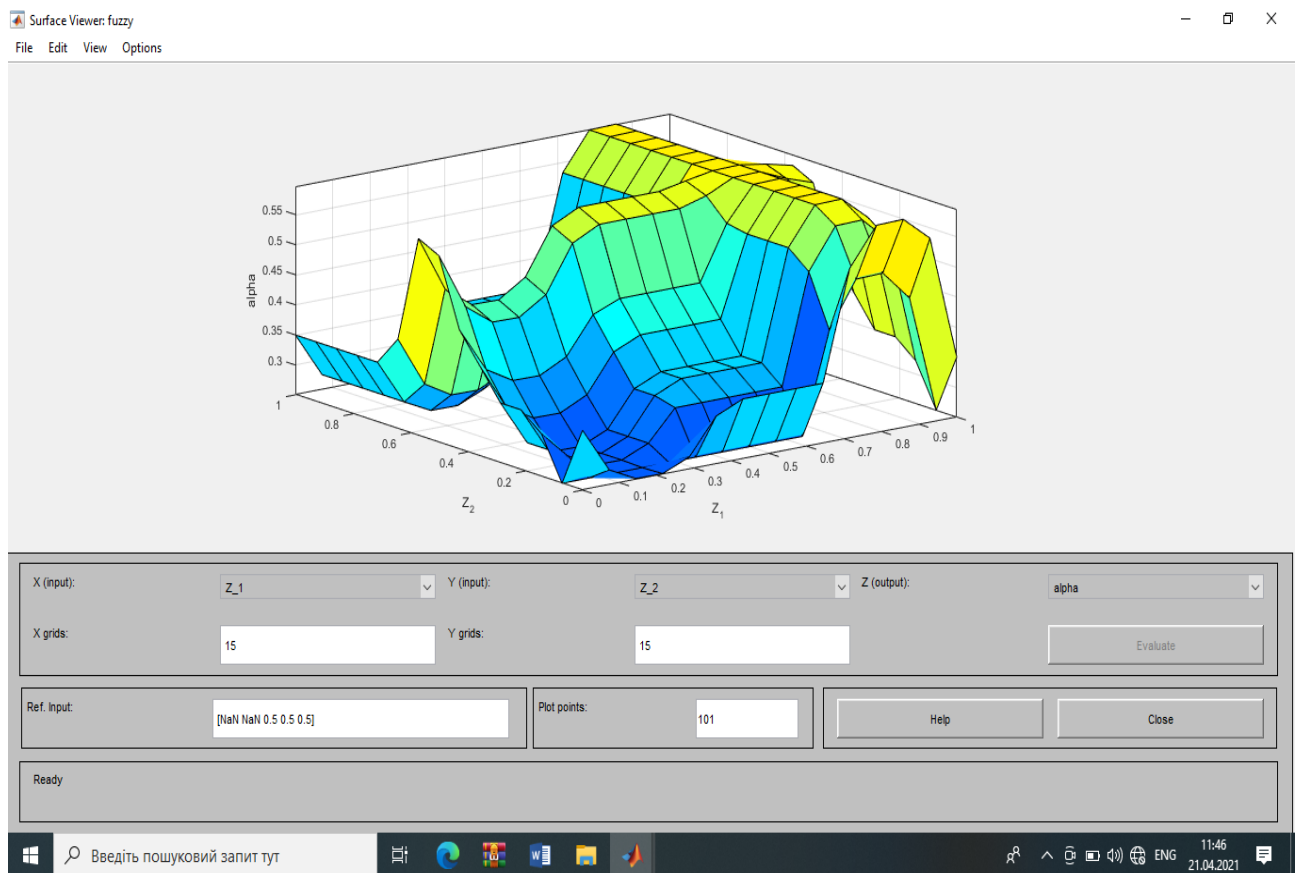 Surface Viewer: fuzzy
File Edit View Options
0.55
0.5
0.45
0.4
0.35
0.3
alpha
1
0.8
0.6
0.4
0.2
0
Z₂
0
0.1
0.2
0.3
0.4
0.5
0.6
0.7
0.8
0.9
1
Z₁
X (input): Z_1 Y (input): Z_2 Z (output): alpha
X grids: 15 Y grids: 15 Evaluate
Ref. Input: [NaN NaN 0.5 0.5 0.5] Plot points: 101 Help Close
Ready
Введіть пошуковий запит тут ENG 11:46
21.04.2021